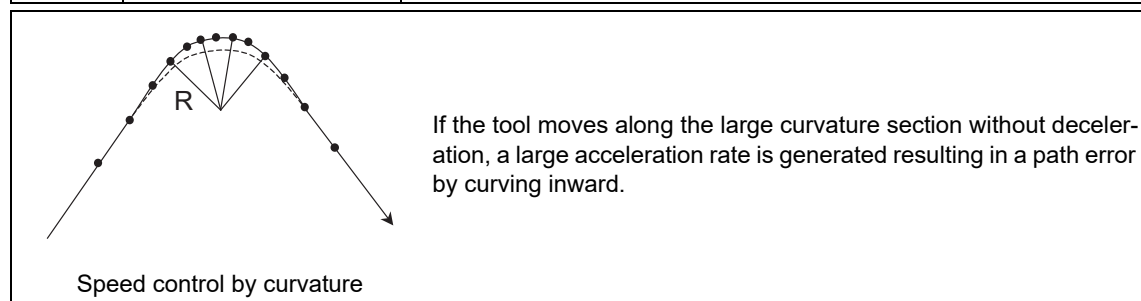 R
If the tool moves along the large curvature section without deceler-
ation, a large acceleration rate is generated resulting in a path error
by curving inward.
Speed control by curvature